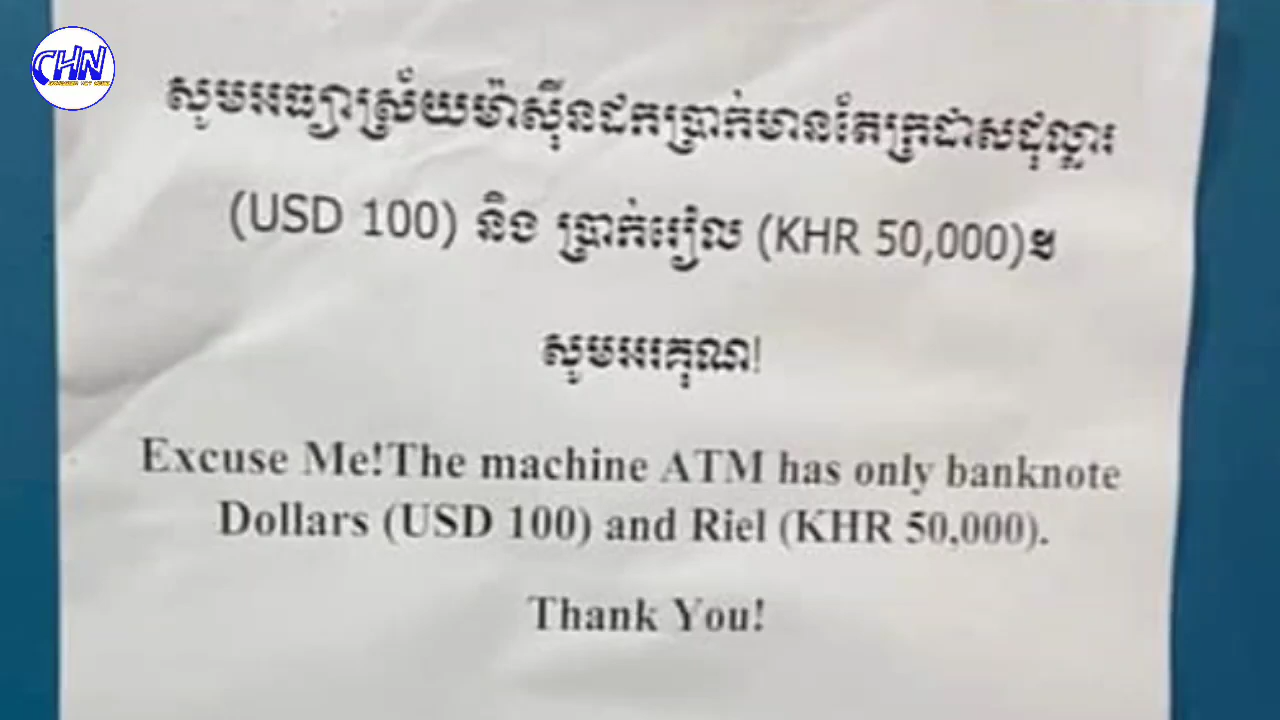 CHN
សូមអធ្យាស្រ័យម៉ាស៊ីនដកប្រាក់មានតែក្រដាសដុល្លារ
(USD 100) និង ប្រាក់រៀល (KHR 50,000)។
សូមអរគុណ!
Excuse Me!The machine ATM has only banknote
Dollars (USD 100) and Riel (KHR 50,000).
Thank You!